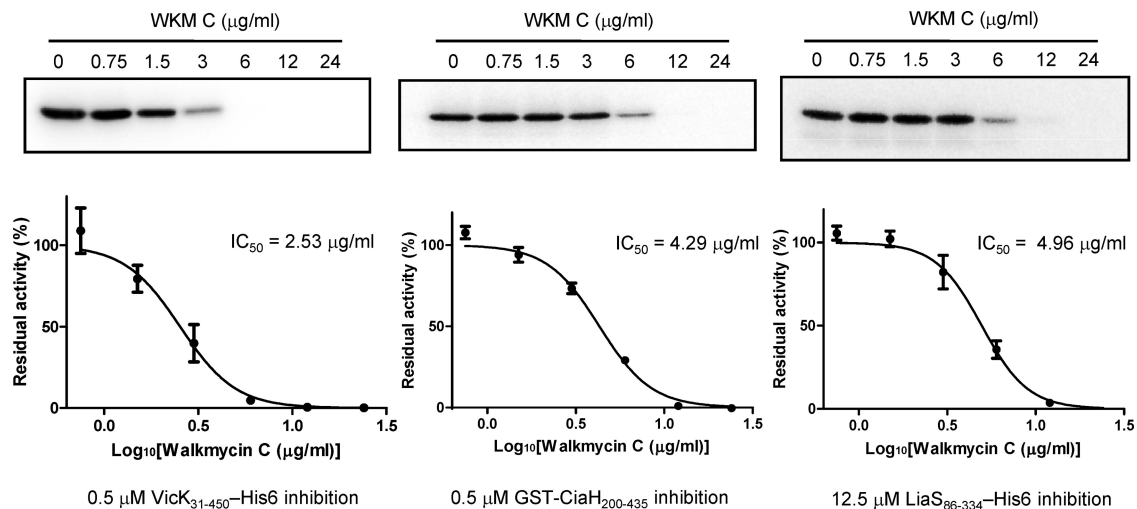 WKM C (μg/ml)
0 0.75 1.5 3 6 12 24
Residual activity (%)
100
50
0
IC50 = 2.53 μg/ml
0.0 0.5 1.0 1.5
Log10[Walkmycin C (μg/ml)]
0.5 μM VicK31-450–His6 inhibition
WKM C (μg/ml)
0 0.75 1.5 3 6 12 24
Residual activity (%)
100
50
0
IC50 = 4.29 μg/ml
0.0 0.5 1.0 1.5
Log10[Walkmycin C (μg/ml)]
0.5 μM GST-CiaH200-435 inhibition
WKM C (μg/ml)
0 0.75 1.5 3 6 12 24
Residual activity (%)
100
50
0
IC50 = 4.96 μg/ml
0.0 0.5 1.0 1.5
Log10[Walkmycin C (μg/ml)]
12.5 μM LiaS86-334–His6 inhibition